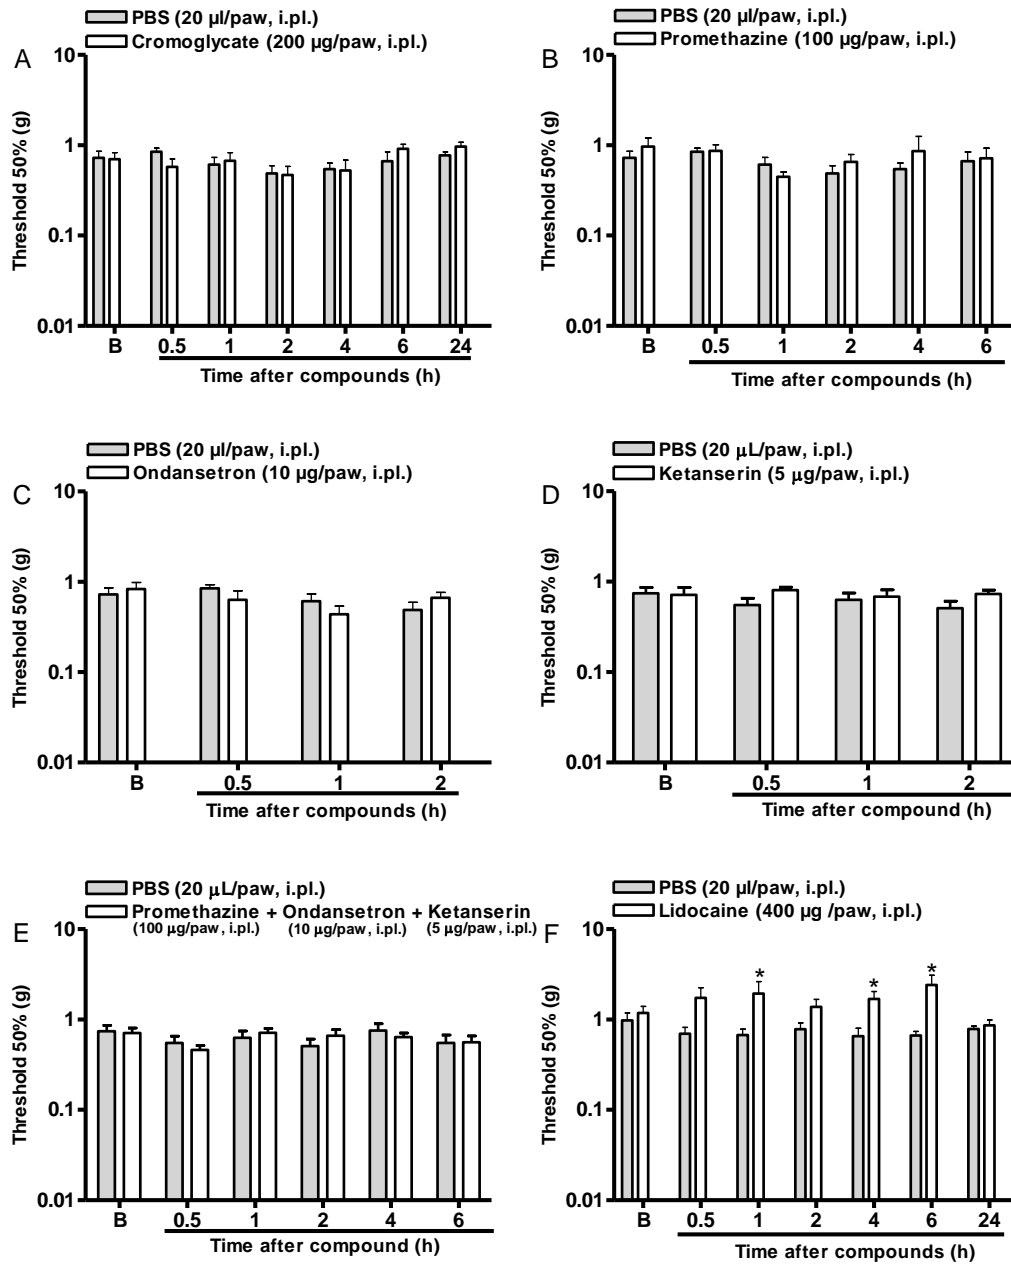 A
PBS (20 µl/paw, i.pl.)
Cromoglycate (200 µg/paw, i.pl.)
Threshold 50% (g)
10
1
0.1
0.01
B 0.5 1 2 4 6 24
Time after compounds (h)
B
PBS (20 µl/paw, i.pl.)
Promethazine (100 µg/paw, i.pl.)
Threshold 50% (g)
10
1
0.1
0.01
B 0.5 1 2 4 6
Time after compounds (h)
C
PBS (20 µl/paw, i.pl.)
Ondansetron (10 µg/paw, i.pl.)
Threshold 50% (g)
10
1
0.1
0.01
B 0.5 1 2
Time after compounds (h)
D
PBS (20 µL/paw, i.pl.)
Ketanserin (5 µg/paw, i.pl.)
Threshold 50% (g)
10
1
0.1
0.01
B 0.5 1 2
Time after compound (h)
E
PBS (20 µL/paw, i.pl.)
Promethazine + Ondansetron + Ketanserin
(100 µg/paw, i.pl.) (10 µg/paw, i.pl.) (5 µg/paw, i.pl.)
Threshold 50% (g)
10
1
0.1
0.01
B 0.5 1 2 4 6
Time after compound (h)
F
PBS (20 µl/paw, i.pl.)
Lidocaine (400 µg /paw, i.pl.)
Threshold 50% (g)
10
1
0.1
0.01
* * *
B 0.5 1 2 4 6 24
Time after compounds (h)